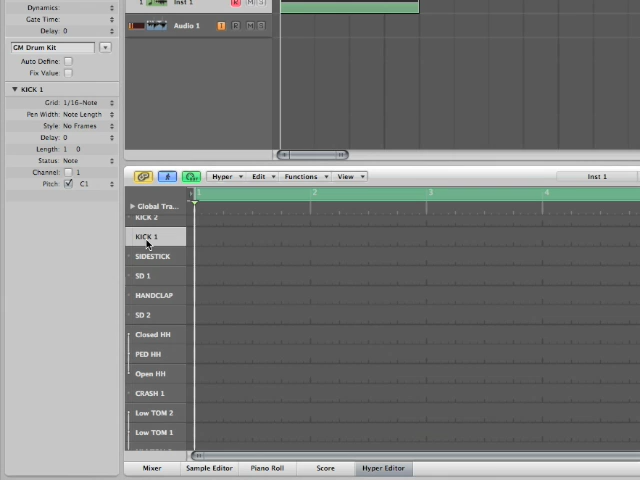 Dynamics:
Gate Time:
Delay: 0
GM Drum Kit
Auto Define:
Fix Value:
KICK 1
Grid: 1/16-Note
Pen Width: Note Length
Style: No Frames
Delay: 0
Length: 1 0
Status: Note
Channel: 1
Pitch: C1
1 Inst 1 R M S
Audio 1 I R M S
Hyper Edit Functions View Inst 1
1 2 3 4
Global Tra...
KICK 2
KICK 1
SIDESTICK
SD 1
HANDCLAP
SD 2
Closed HH
PED HH
Open HH
CRASH 1
Low TOM 2
Low TOM 1
Mixer Sample Editor Piano Roll Score Hyper Editor